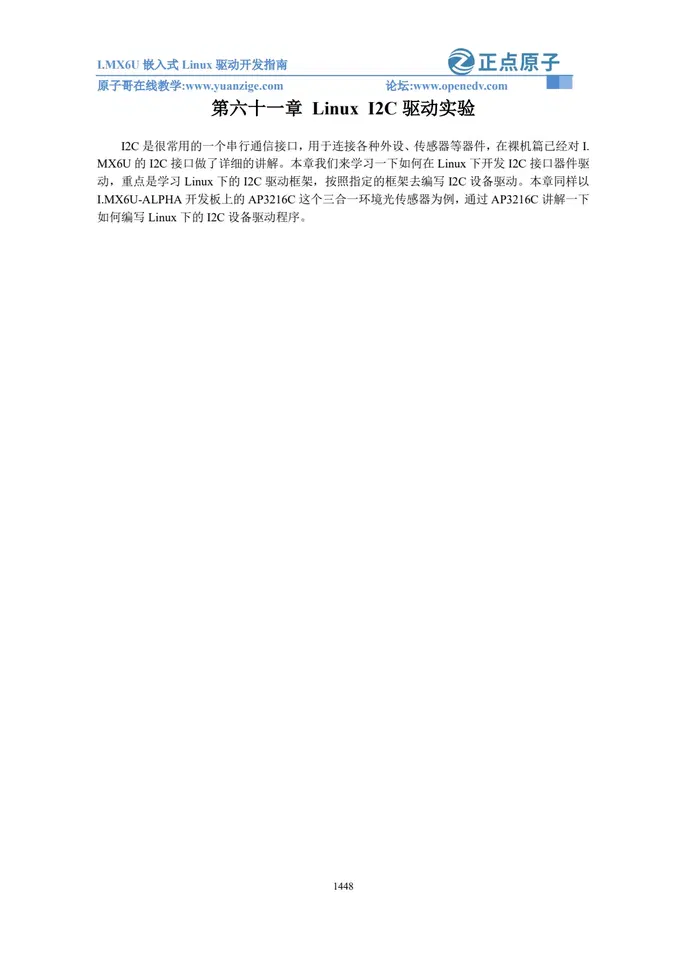 I.MX6U 嵌入式 Linux 驱动开发指南
正点原子
原子哥在线教学:www.yuanzige.com 论坛:www.openedv.com
第六十一章 Linux I2C 驱动实验
I2C 是很常用的一个串行通信接口，用于连接各种外设、传感器等器件，在裸机篇已经对 I.
MX6U 的 I2C 接口做了详细的讲解。本章我们来学习一下如何在 Linux 下开发 I2C 接口器件驱
动，重点是学习 Linux 下的 I2C 驱动框架，按照指定的框架去编写 I2C 设备驱动。本章同样以
I.MX6U-ALPHA 开发板上的 AP3216C 这个三合一环境光传感器为例，通过 AP3216C 讲解一下
如何编写 Linux 下的 I2C 设备驱动程序。
1448